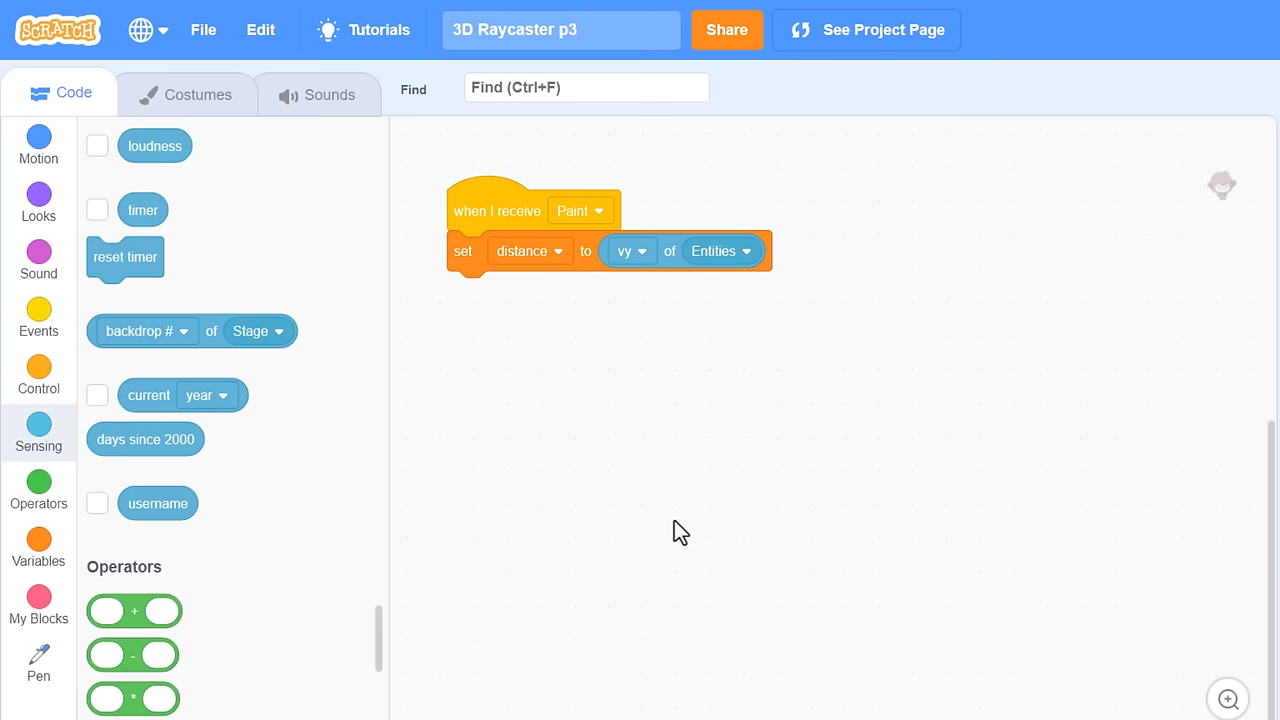 SCRATCH File Edit Tutorials 3D Raycaster p3 Share See Project Page
Code Costumes Sounds Find Find (Ctrl+F)
Motion
Looks
Sound
Events
Control
Sensing
Operators
Variables
My Blocks
Pen
loudness
timer
reset timer
backdrop # of Stage
current year
days since 2000
username
Operators
+
-
*
when I receive Paint
set distance to vy of Entities